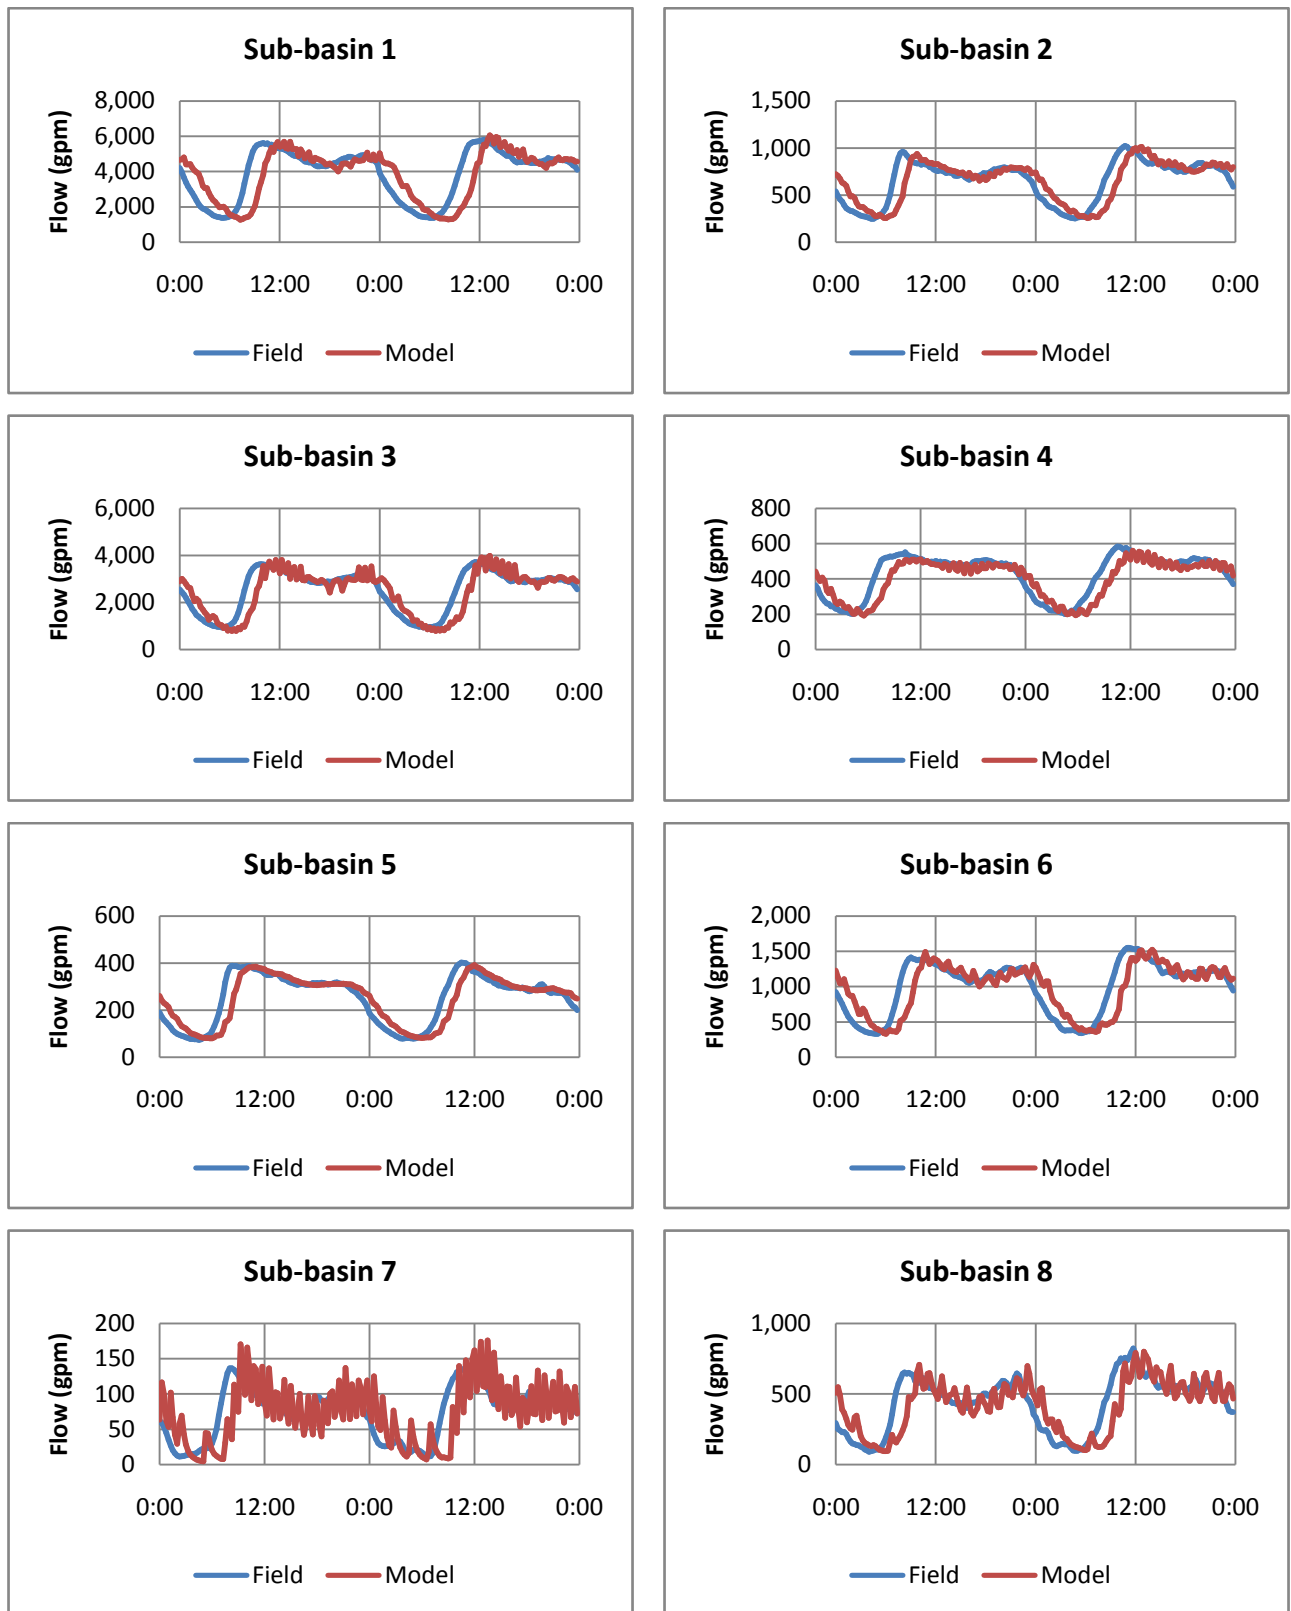 Sub-basin 1
Flow (gpm)
8,000
6,000
4,000
2,000
0
0:00 12:00 0:00 12:00 0:00
Field Model
Sub-basin 2
Flow (gpm)
1,500
1,000
500
0
0:00 12:00 0:00 12:00 0:00
Field Model
Sub-basin 3
Flow (gpm)
6,000
4,000
2,000
0
0:00 12:00 0:00 12:00 0:00
Field Model
Sub-basin 4
Flow (gpm)
800
600
400
200
0
0:00 12:00 0:00 12:00 0:00
Field Model
Sub-basin 5
Flow (gpm)
600
400
200
0
0:00 12:00 0:00 12:00 0:00
Field Model
Sub-basin 6
Flow (gpm)
2,000
1,500
1,000
500
0
0:00 12:00 0:00 12:00 0:00
Field Model
Sub-basin 7
Flow (gpm)
200
150
100
50
0
0:00 12:00 0:00 12:00 0:00
Field Model
Sub-basin 8
Flow (gpm)
1,000
500
0
0:00 12:00 0:00 12:00 0:00
Field Model